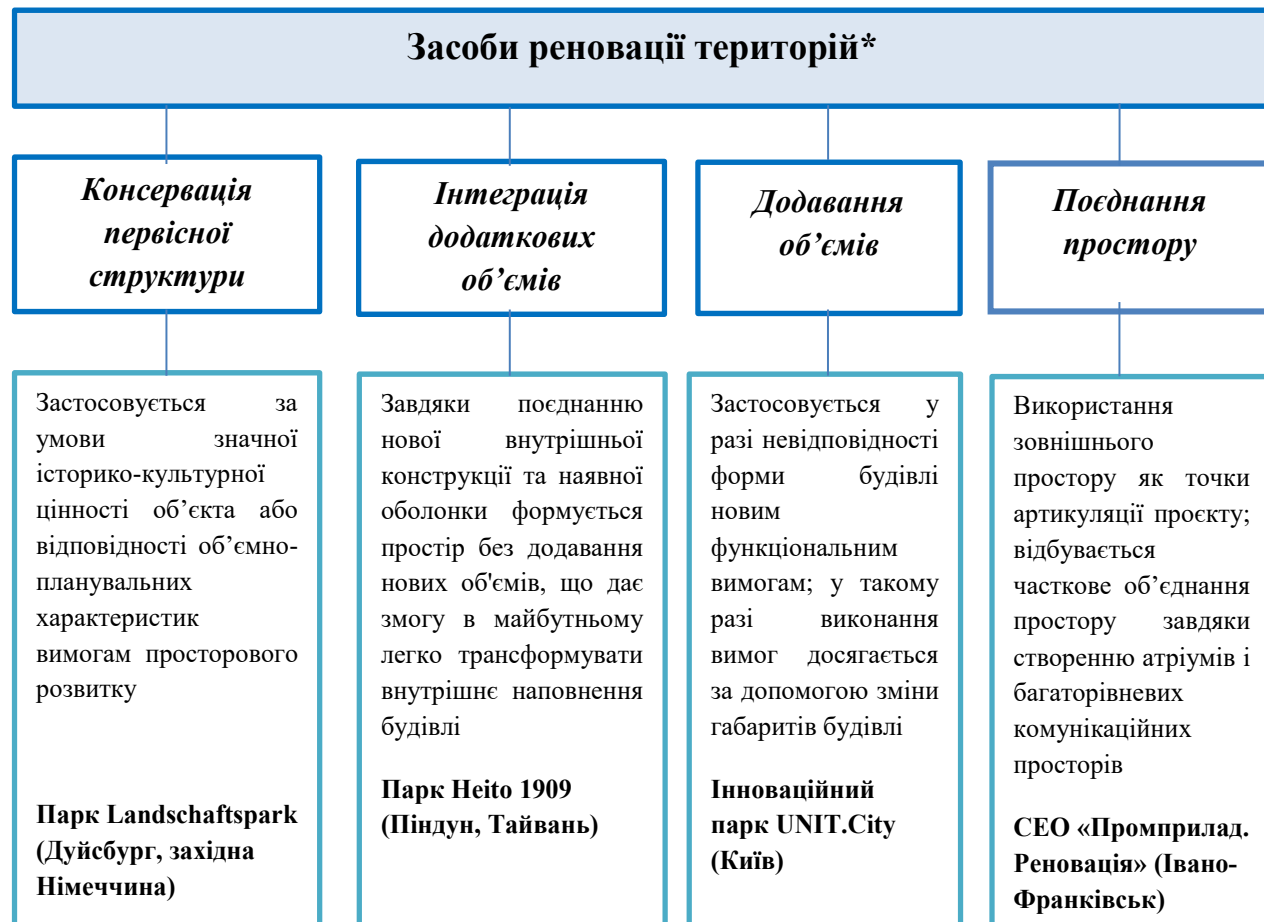 Засоби реновації територій*
Консервація
первісної
структури
Інтеграція
додаткових
об’ємів
Додавання
об’ємів
Поєднання
простору
Застосовується за
умови значної
історико-культурної
цінності об’єкта або
відповідності об’ємно-
планувальних
характеристик
вимогам просторового
розвитку
Парк Landschaftspark
(Дуйсбург, західна
Німеччина)
Завдяки поєднанню
нової внутрішньої
конструкції та наявної
оболонки формується
простір без додавання
нових об'ємів, що дає
змогу в майбутньому
легко трансформувати
внутрішнє наповнення
будівлі
Парк Heito 1909
(Піндун, Тайвань)
Застосовується у
разі невідповідності
форми будівлі
новим
функціональним
вимогам; у такому
разі виконання
вимог досягається
за допомогою зміни
габаритів будівлі
Інноваційний
парк UNIT.City
(Київ)
Використання
зовнішнього
простору як точки
артикуляції проєкту;
відбувається
часткове об’єднання
простору завдяки
створенню атріумів і
багаторівневих
комунікаційних
просторів
СЕО «Промприлад.
Реновація» (Івано-
Франківськ)